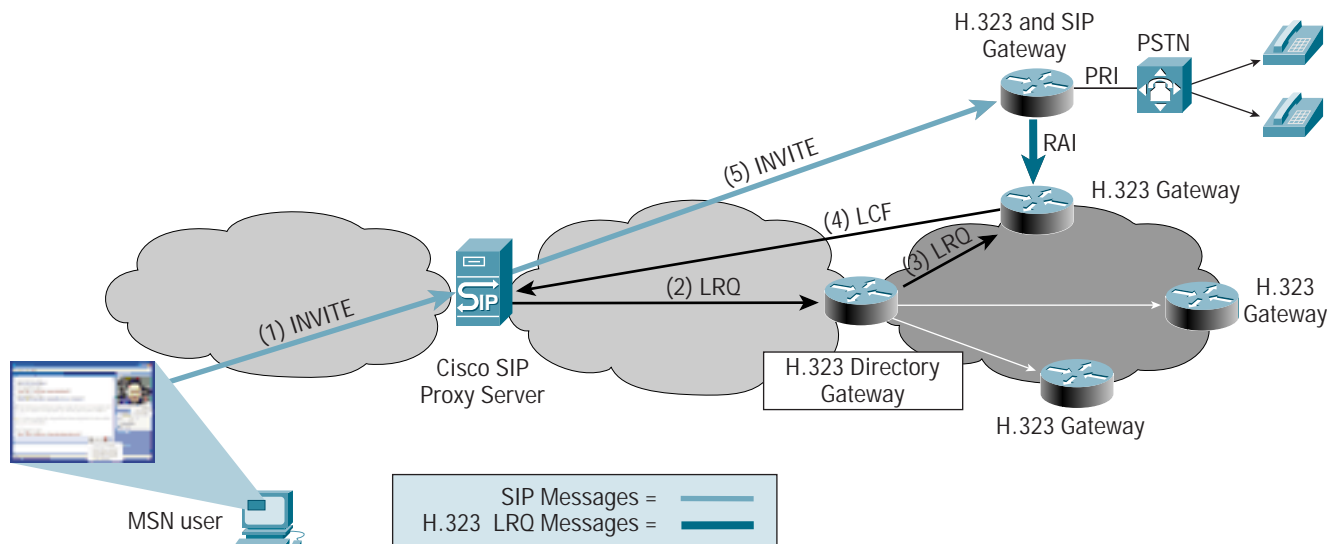 H.323 and SIP
Gateway
PSTN
PRI
RAI
(5) INVITE
H.323 Gateway
(4) LCF
(3) LRQ
SIP
(2) LRQ
H.323
Gateway
(1) INVITE
Cisco SIP
Proxy Server
H.323 Directory
Gateway
H.323 Gateway
MSN user
SIP Messages =
H.323 LRQ Messages =